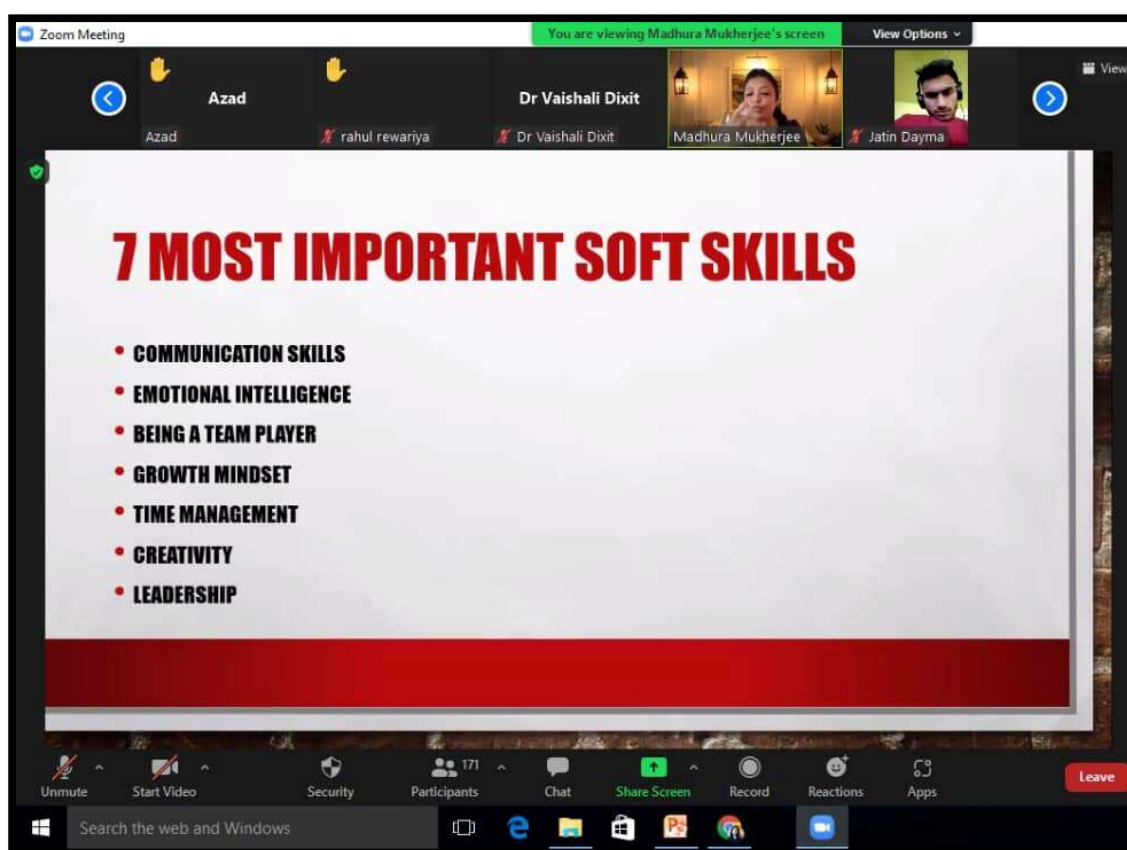 Zoom Meeting
You are viewing Madhura Mukherjee's screen
View Options
View
Azad
Dr Vaishali Dixit
Azad
rahul rewariya
Dr Vaishali Dixit
Madhura Mukherjee
Jatin Dayma
7 MOST IMPORTANT SOFT SKILLS
• COMMUNICATION SKILLS
• EMOTIONAL INTELLIGENCE
• BEING A TEAM PLAYER
• GROWTH MINDSET
• TIME MANAGEMENT
• CREATIVITY
• LEADERSHIP
171
Unmute
Start Video
Security
Participants
Chat
Share Screen
Record
Reactions
Apps
Leave
Search the web and Windows